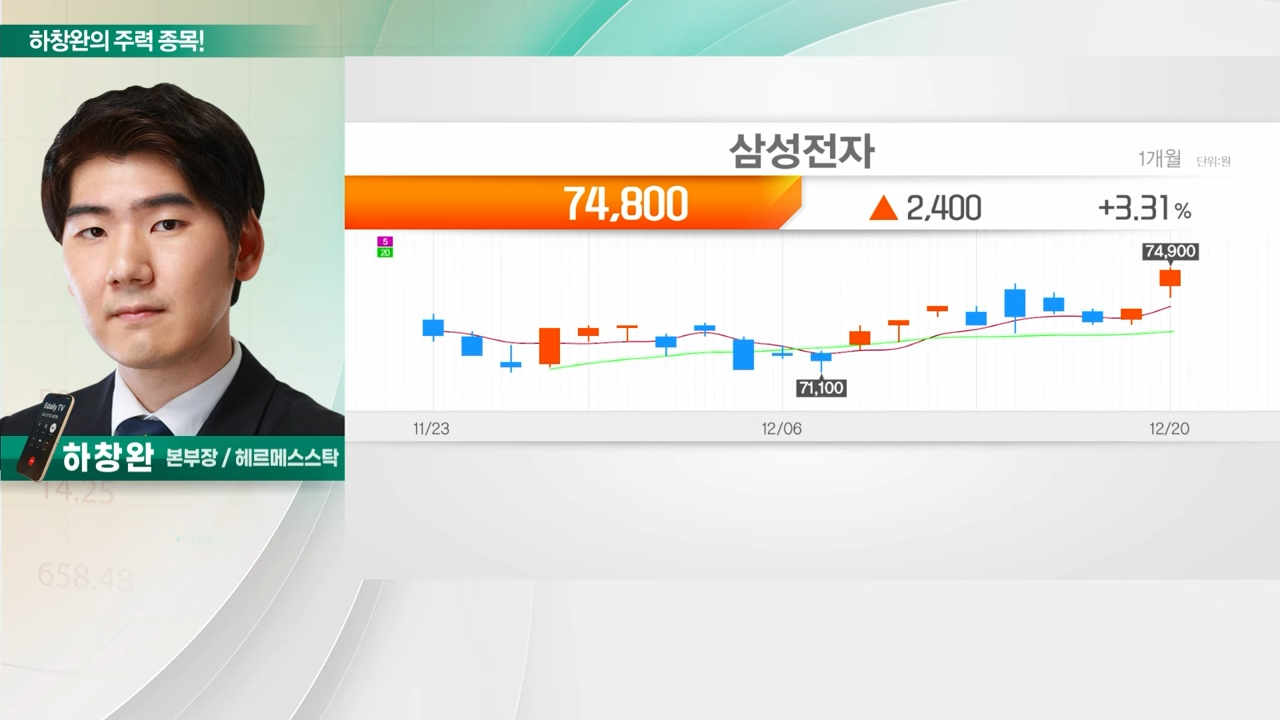 하창완의 주력 종목!
삼성전자
1개월 단위:원
74,800 ▲ 2,400 +3.31%
5
20
74,900
71,100
11/23 12/06 12/20
Edaily TV
하창완 본부장 / 헤르메스스탁
14.25
658.48